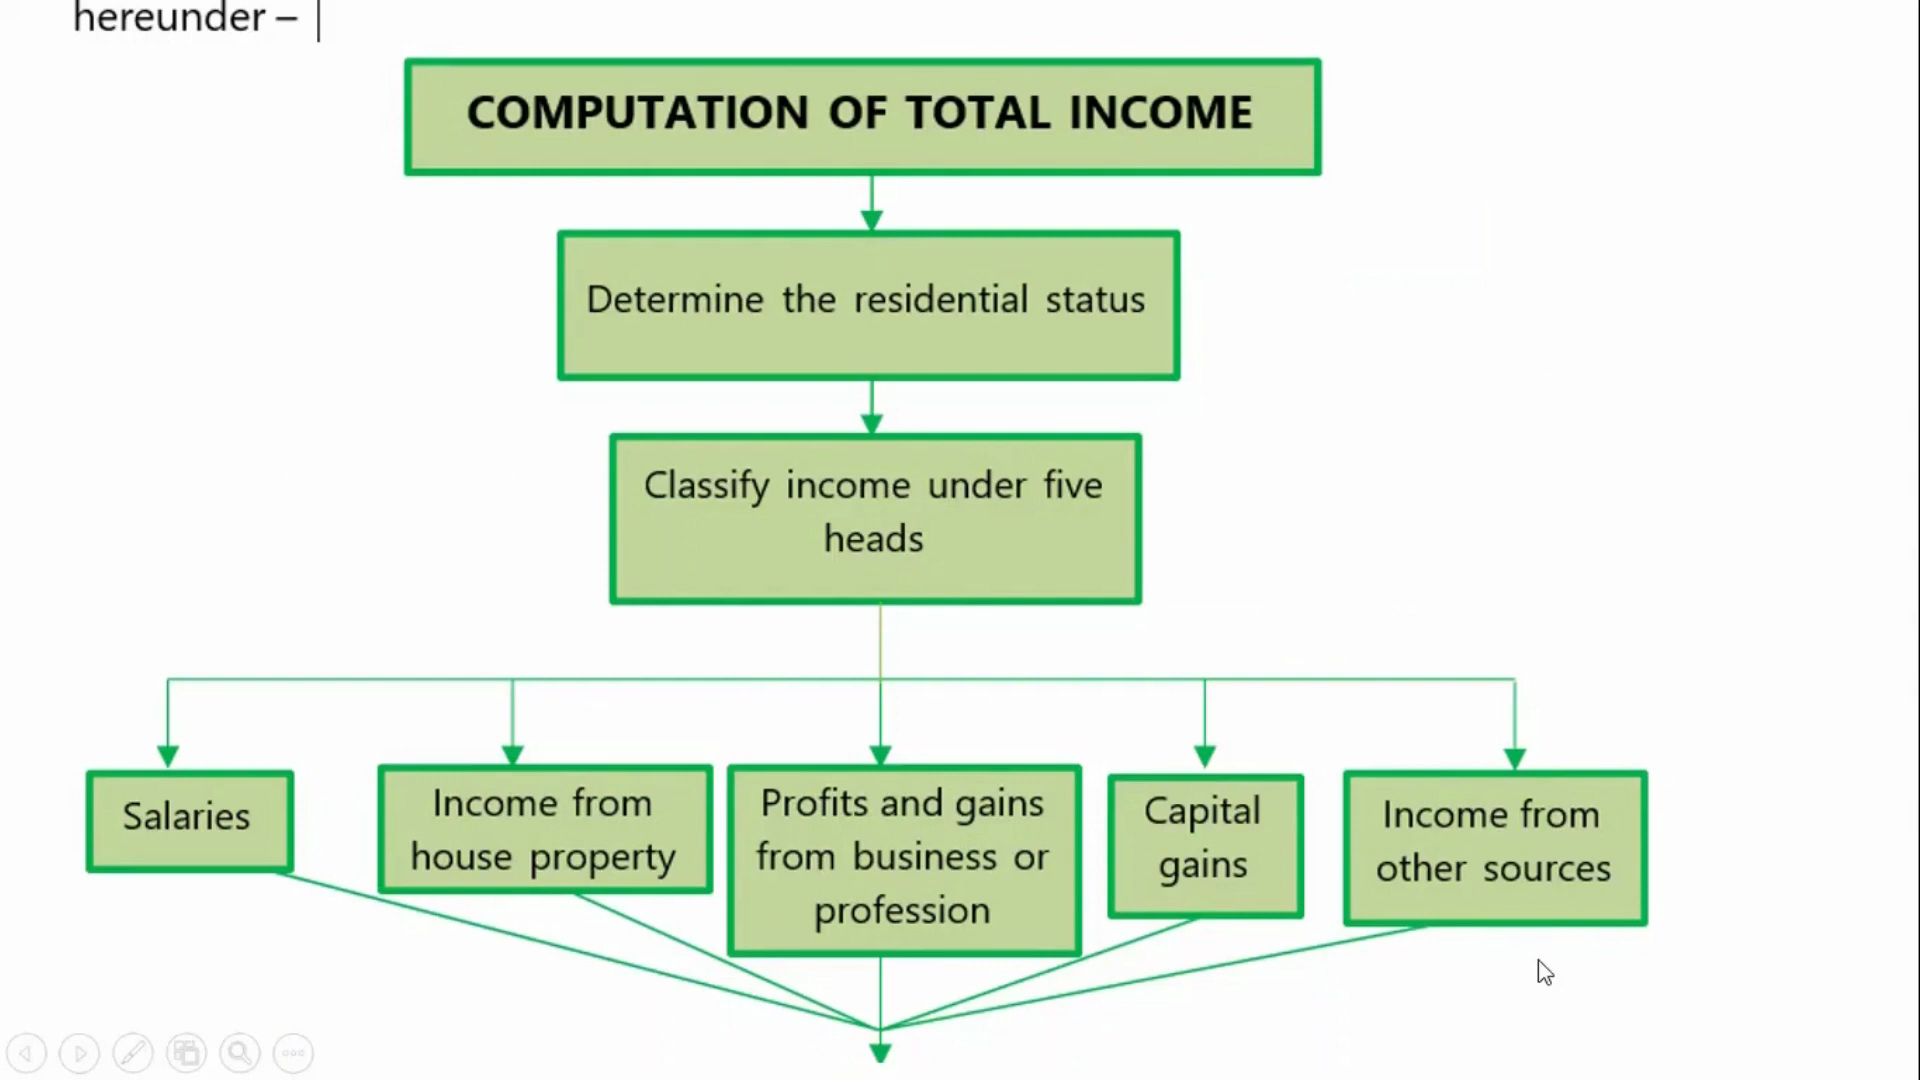 hereunder –
COMPUTATION OF TOTAL INCOME
Determine the residential status
Classify income under five
heads
Salaries
Income from
house property
Profits and gains
from business or
profession
Capital
gains
Income from
other sources